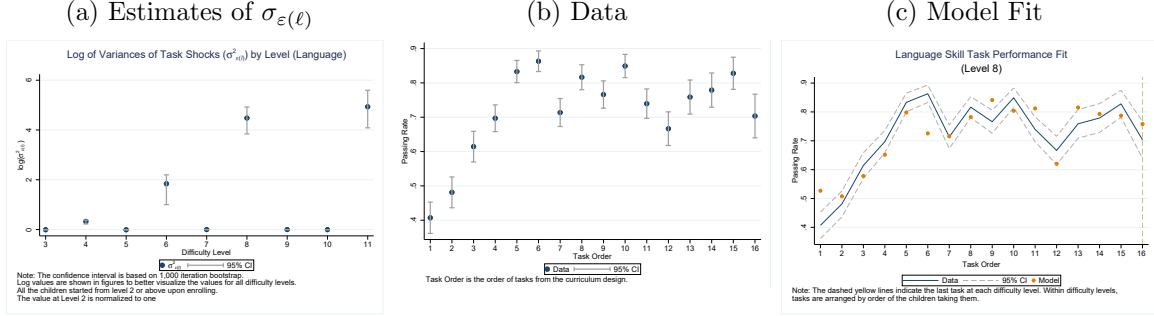 (a) Estimates of σε(ℓ)
(b) Data
(c) Model Fit
Log of Variances of Task Shocks (σ²ε(l)) by Level (Language)
log(σ²ε(l))
6
4
2
0
3 4 5 6 7 8 9 10 11
Difficulty Level
σ²ε(l) 95% CI
Note: The confidence interval is based on 1,000 iteration bootstrap.
Log values are shown in figures to better visualize the values for all difficulty levels.
All the children started from level 2 or above upon enrolling.
The value at Level 2 is normalized to one
Passing Rate
.9
.8
.7
.6
.5
.4
1 2 3 4 5 6 7 8 9 10 11 12 13 14 15 16
Task Order
Data 95% CI
Task Order is the order of tasks from the curriculum design.
Language Skill Task Performance Fit
(Level 8)
Passing Rate
.9
.8
.7
.6
.5
.4
1 2 3 4 5 6 7 8 9 10 11 12 13 14 15 16
Task Order
Data 95% CI Model
Note: The dashed yellow lines indicate the last task at each difficulty level. Within difficulty levels,
tasks are arranged by order of the children taking them.